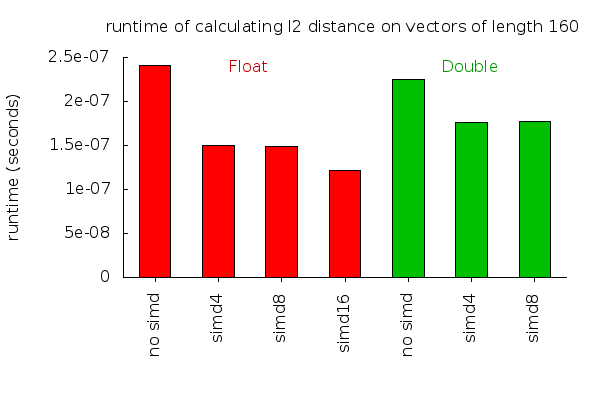 runtime of calculating l2 distance on vectors of length 160
runtime (seconds)
2.5e-07
2e-07
1.5e-07
1e-07
5e-08
0
Float
Double
no simd
simd4
simd8
simd16
no simd
simd4
simd8